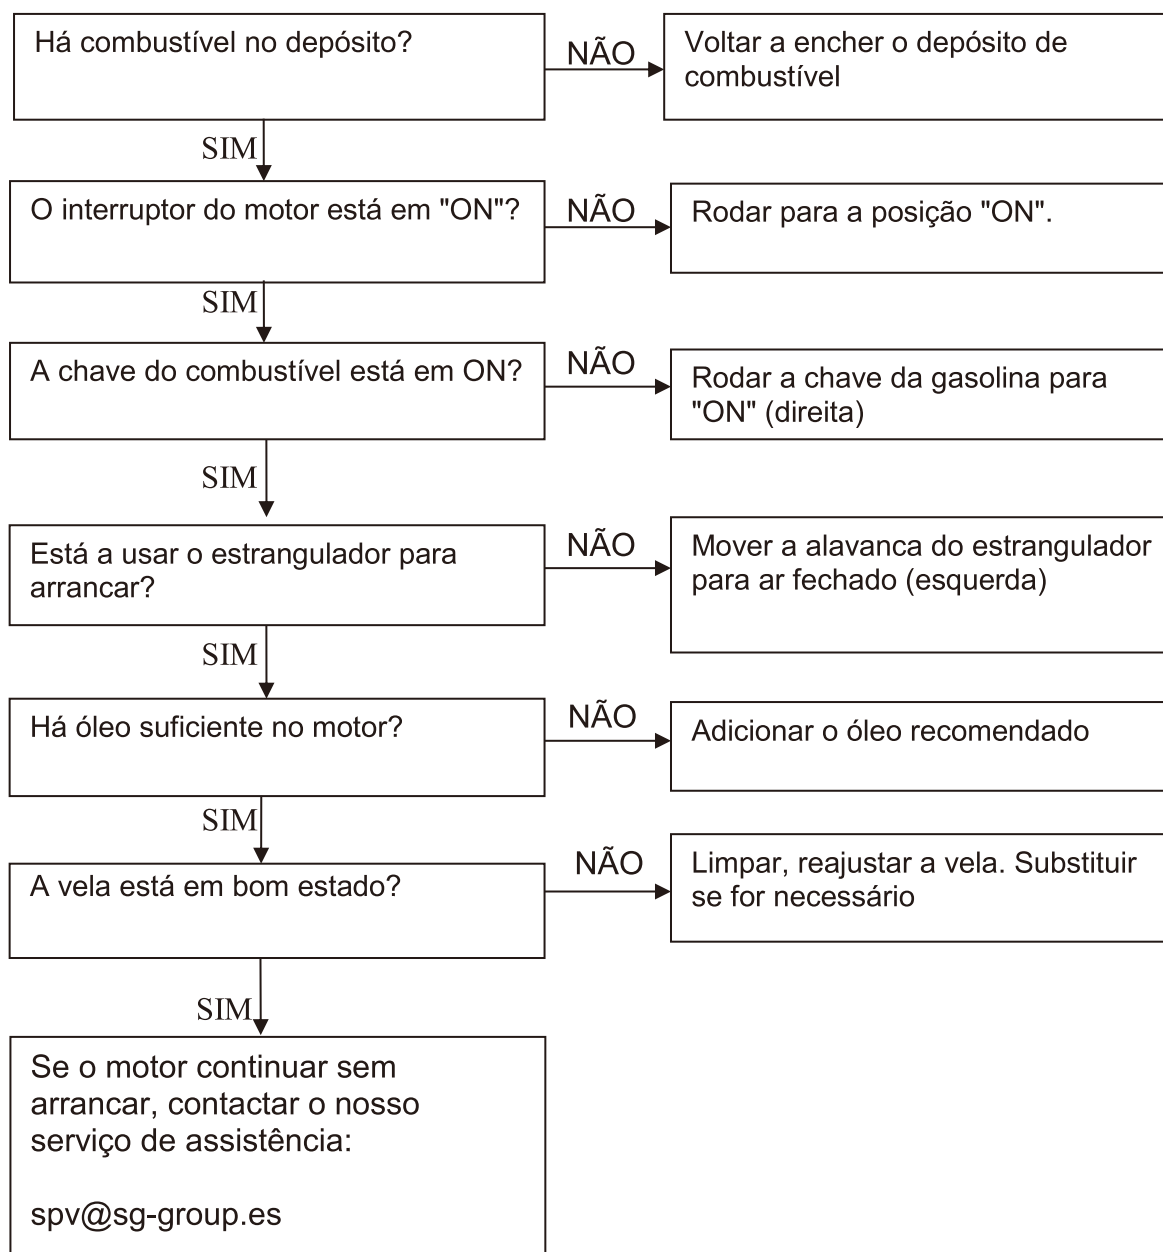 Há combustível no depósito?
NÃO
Voltar a encher o depósito de
combustível
SIM
O interruptor do motor está em "ON"?
NÃO
Rodar para a posição "ON".
SIM
A chave do combustível está em ON?
NÃO
Rodar a chave da gasolina para
"ON" (direita)
SIM
Está a usar o estrangulador para
arrancar?
NÃO
Mover a alavanca do estrangulador
para ar fechado (esquerda)
SIM
Há óleo suficiente no motor?
NÃO
Adicionar o óleo recomendado
SIM
A vela está em bom estado?
NÃO
Limpar, reajustar a vela. Substituir
se for necessário
SIM
Se o motor continuar sem
arrancar, contactar o nosso
serviço de assistência:
spv@sg-group.es